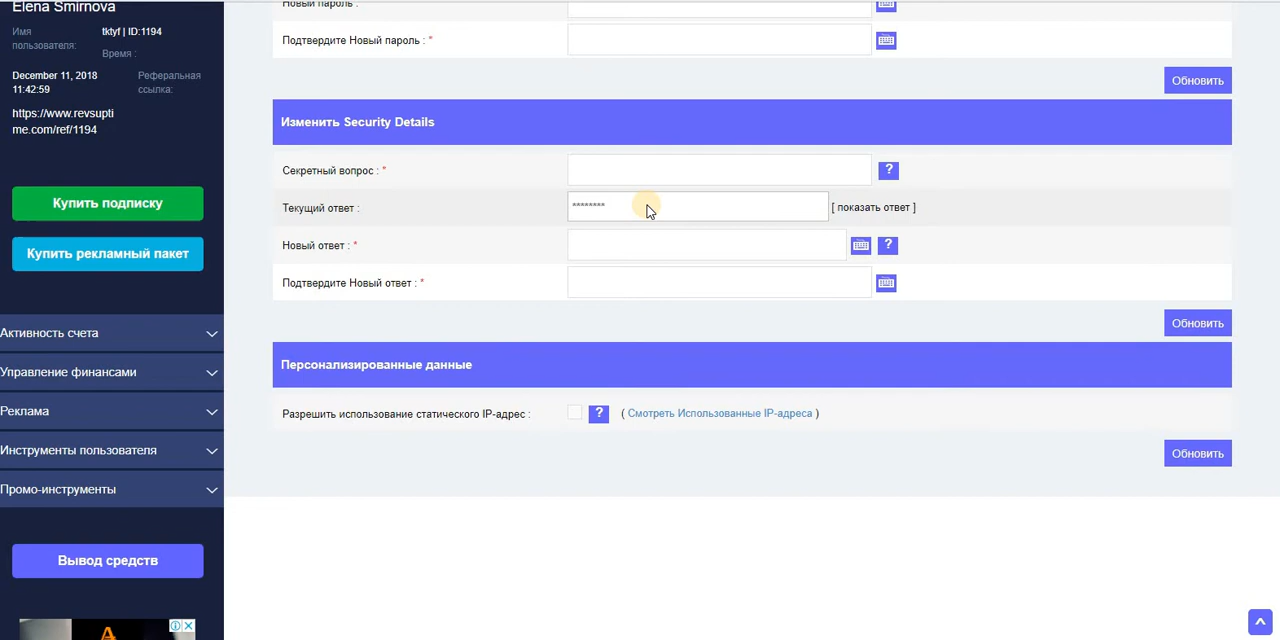 Elena Smirnova
Имя пользователя:
tktyf | ID:1194
Время :
December 11, 2018
11:42:59
Реферальная
ссылка:
https://www.revsupti
me.com/ref/1194
Купить подписку
Купить рекламный пакет
Активность счета
Управление финансами
Реклама
Инструменты пользователя
Промо-инструменты
Вывод средств
Новый пароль :
Подтвердите Новый пароль : *
Обновить
Изменить Security Details
Секретный вопрос : *
?
Текущий ответ :
********
[ показать ответ ]
Новый ответ : *
?
Подтвердите Новый ответ : *
Обновить
Персонализированные данные
Разрешить использование статического IP-адрес :
?
( Смотреть Использованные IP-адреса )
Обновить